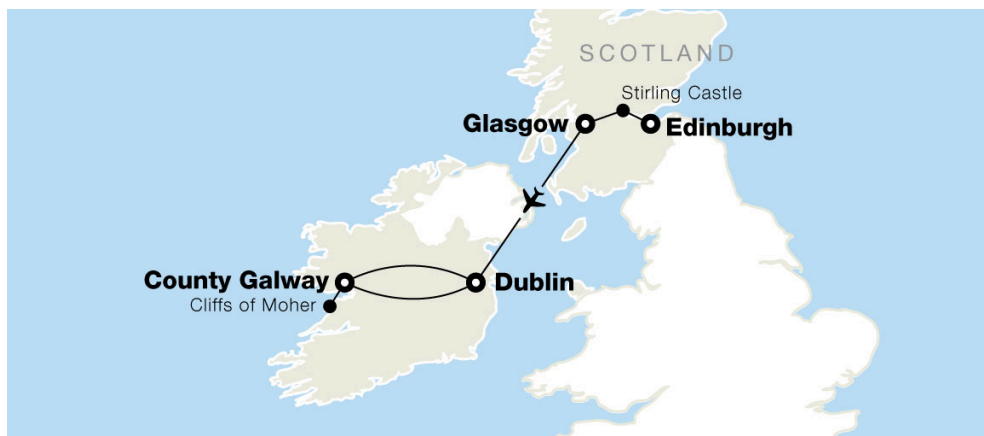 SCOTLAND
Stirling Castle
Glasgow
Edinburgh
County Galway
Dublin
Cliffs of Moher